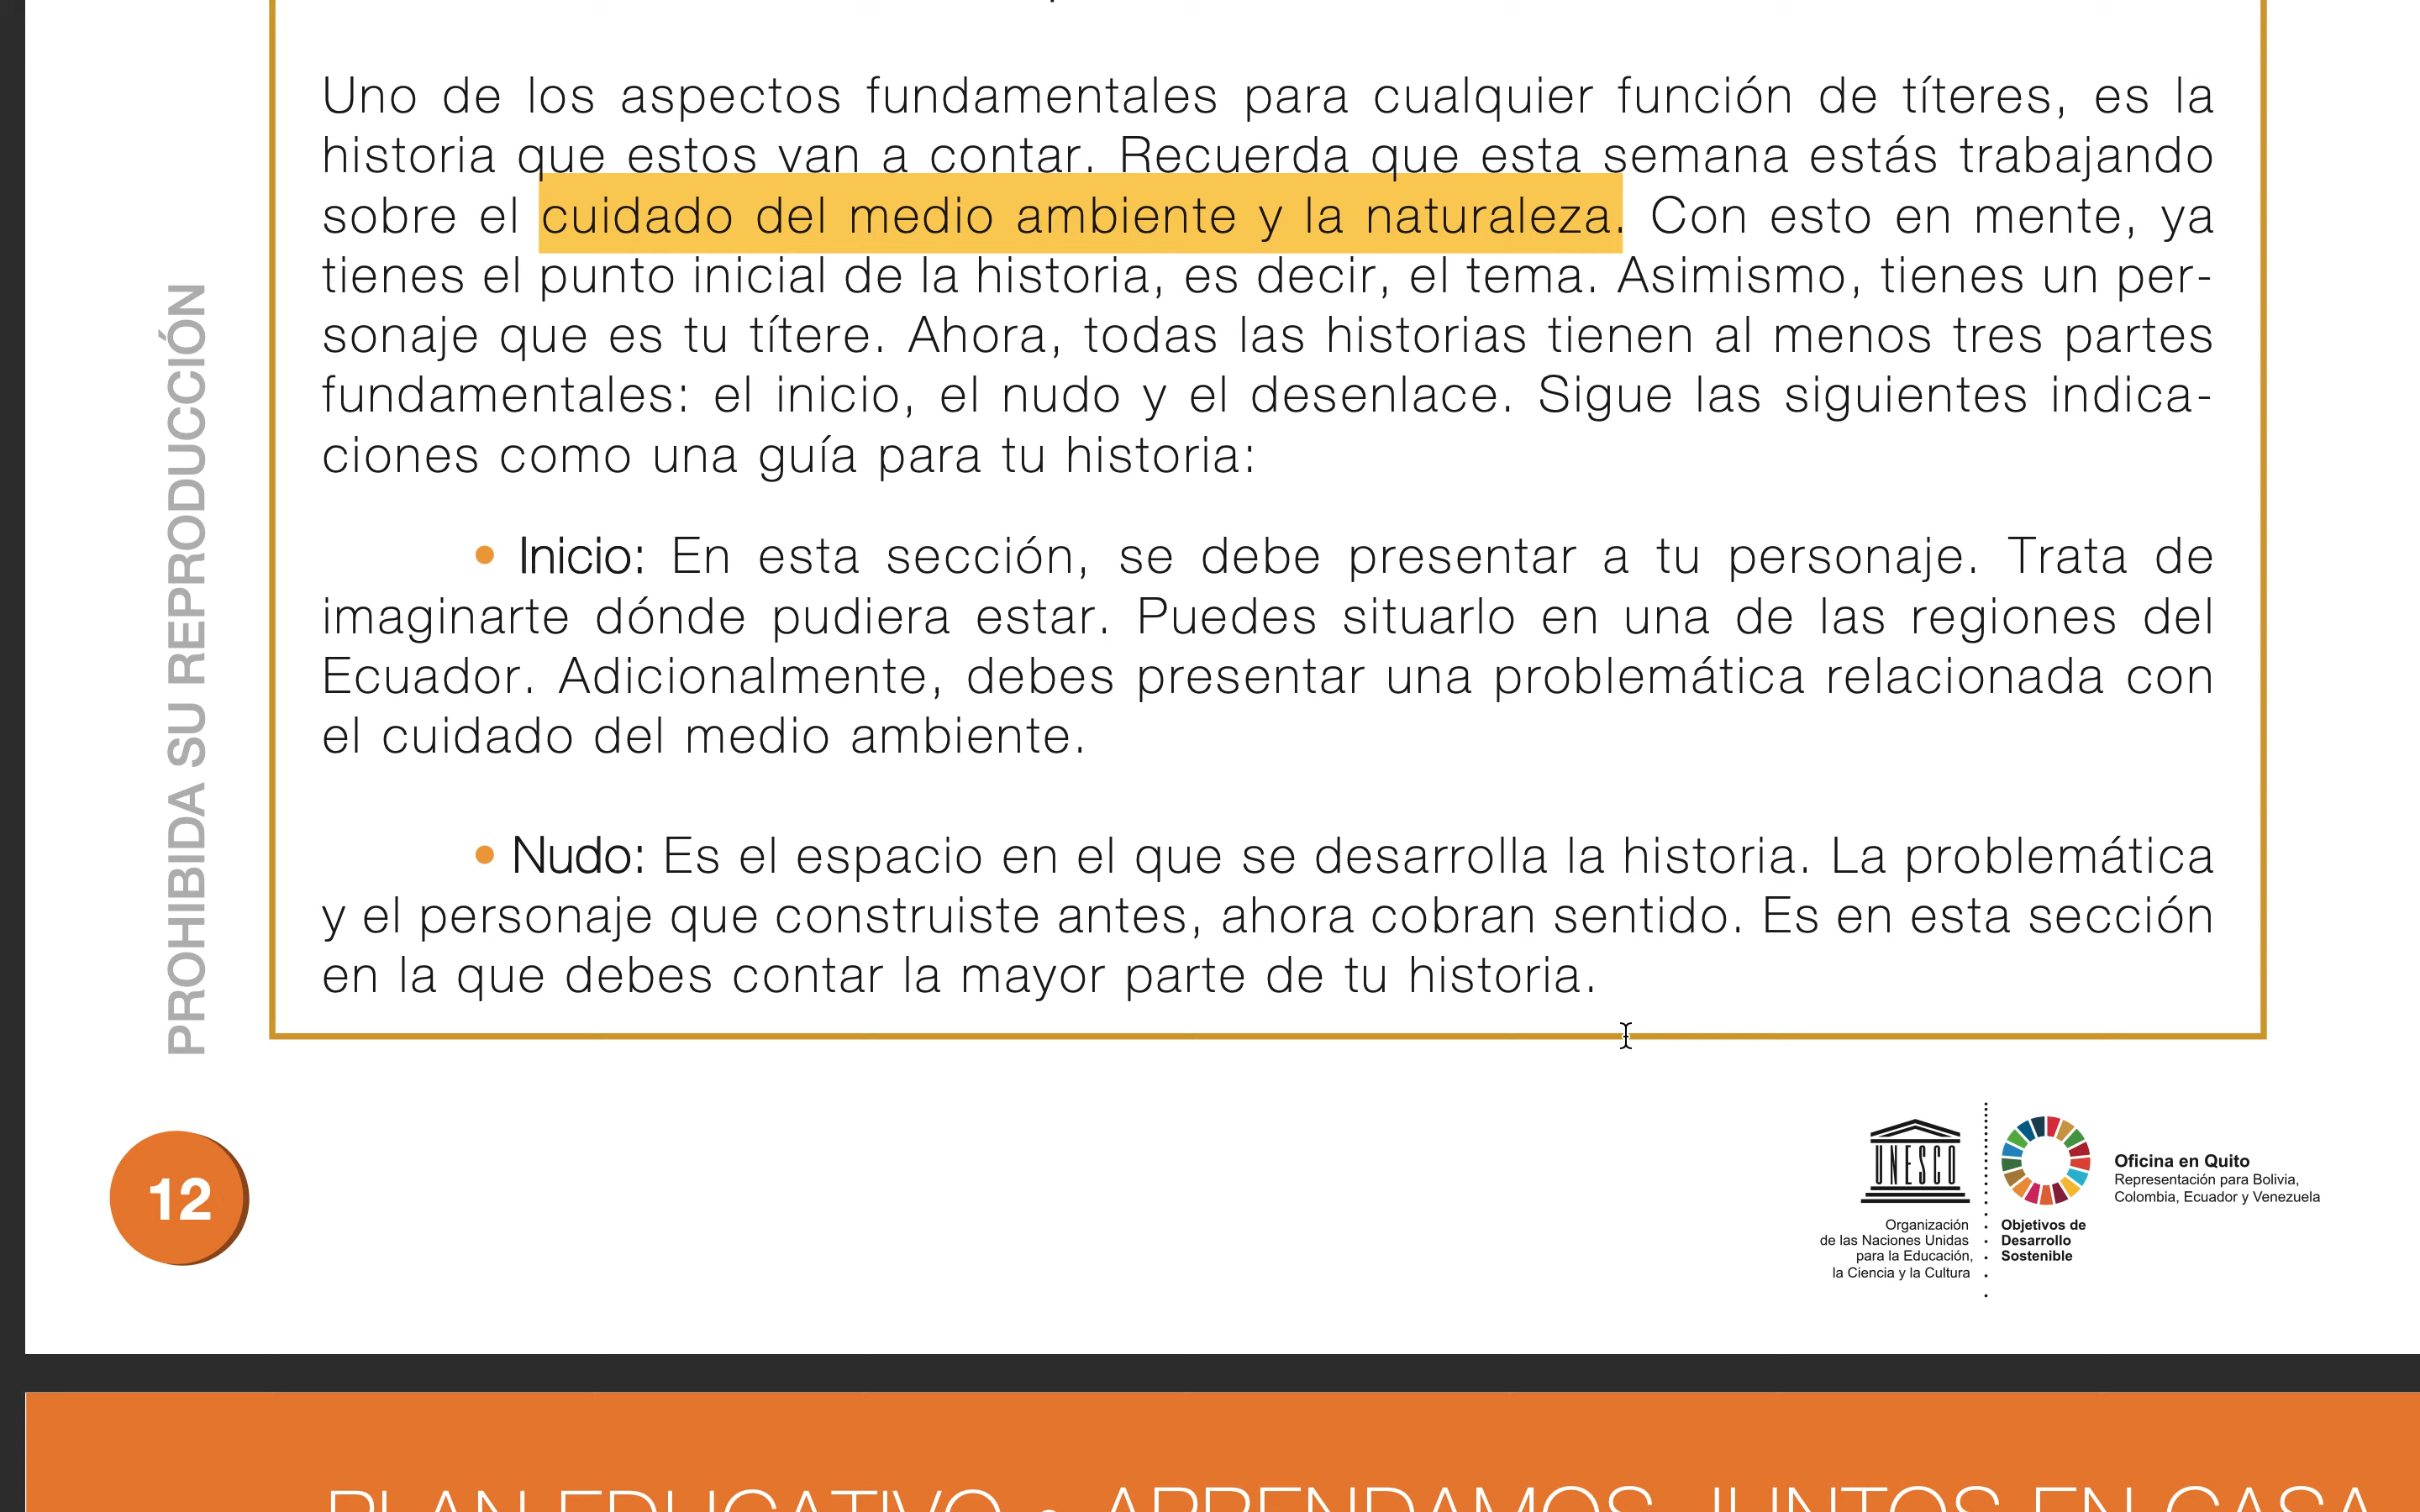 Uno de los aspectos fundamentales para cualquier función de títeres, es la
historia que estos van a contar. Recuerda que esta semana estás trabajando
sobre el cuidado del medio ambiente y la naturaleza. Con esto en mente, ya
tienes el punto inicial de la historia, es decir, el tema. Asimismo, tienes un per-
sonaje que es tu títere. Ahora, todas las historias tienen al menos tres partes
fundamentales: el inicio, el nudo y el desenlace. Sigue las siguientes indica-
ciones como una guía para tu historia:
• Inicio: En esta sección, se debe presentar a tu personaje. Trata de
imaginarte dónde pudiera estar. Puedes situarlo en una de las regiones del
Ecuador. Adicionalmente, debes presentar una problemática relacionada con
el cuidado del medio ambiente.
• Nudo: Es el espacio en el que se desarrolla la historia. La problemática
y el personaje que construiste antes, ahora cobran sentido. Es en esta sección
en la que debes contar la mayor parte de tu historia.
PROHIBIDA SU REPRODUCCIÓN
12
UNESCO
Organización
de las Naciones Unidas
para la Educación,
la Ciencia y la Cultura
Objetivos de
Desarrollo
Sostenible
Oficina en Quito
Representación para Bolivia,
Colombia, Ecuador y Venezuela
PLAN EDUCATIVO • APRENDAMOS JUNTOS EN CASA